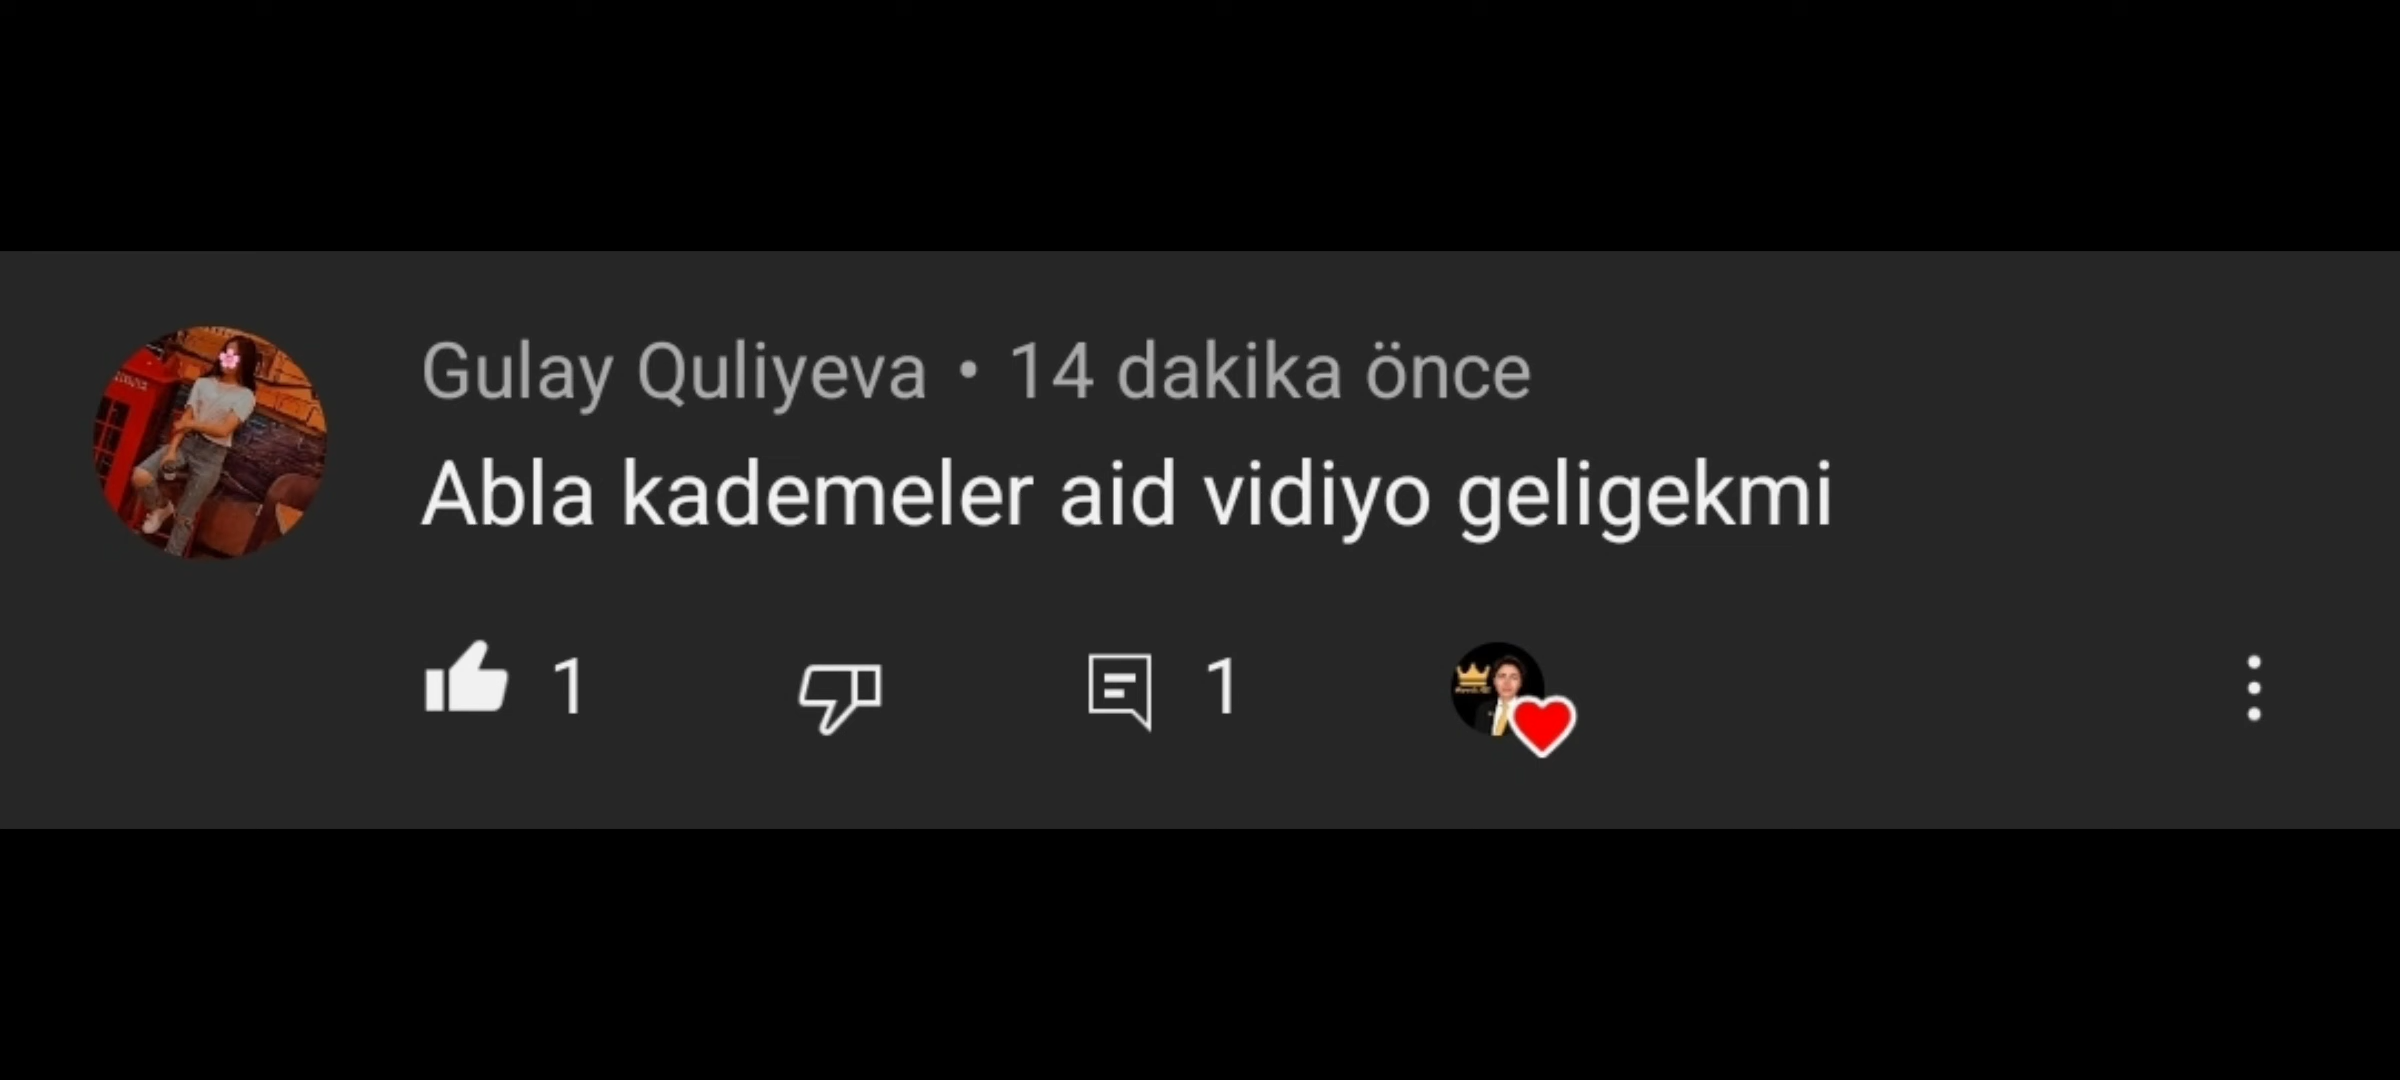 Gulay Quliyeva • 14 dakika önce
Abla kademeler aid vidiyo geligekmi
1 1